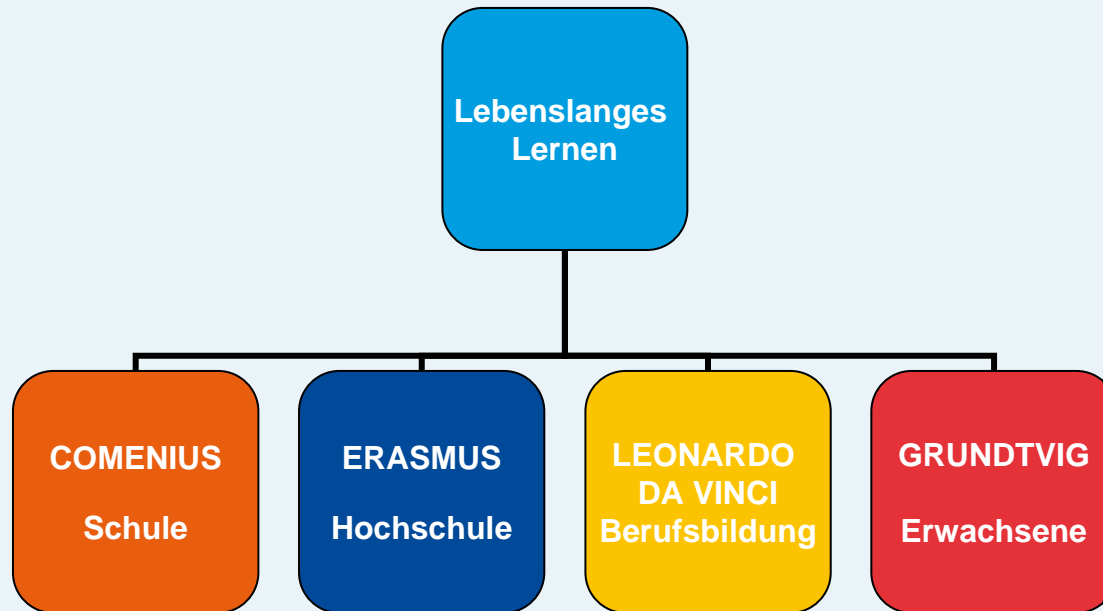 Lebenslanges
Lernen
COMENIUS
Schule
ERASMUS
Hochschule
LEONARDO
DA VINCI
Berufsbildung
GRUNDTVIG
Erwachsene